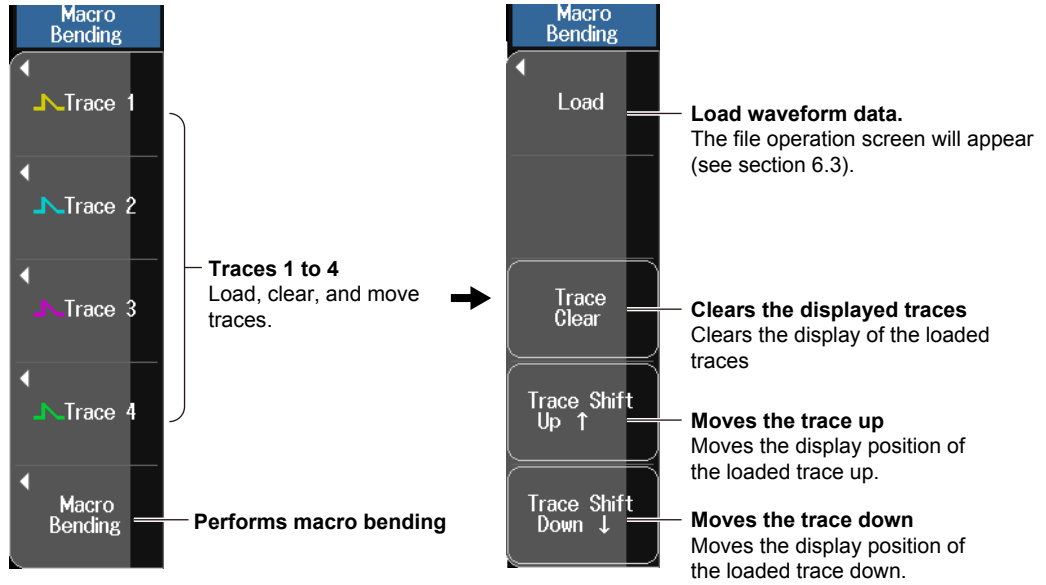 Macro
Bending
Trace 1
Trace 2
Trace 3
Trace 4
Macro
Bending
Traces 1 to 4
Load, clear, and move
traces.
Performs macro bending
Macro
Bending
Load
Trace
Clear
Trace Shift
Up ↑
Trace Shift
Down ↓
Load waveform data.
The file operation screen will appear
(see section 6.3).
Clears the displayed traces
Clears the display of the loaded
traces
Moves the trace up
Moves the display position of
the loaded trace up.
Moves the trace down
Moves the display position of
the loaded trace down.